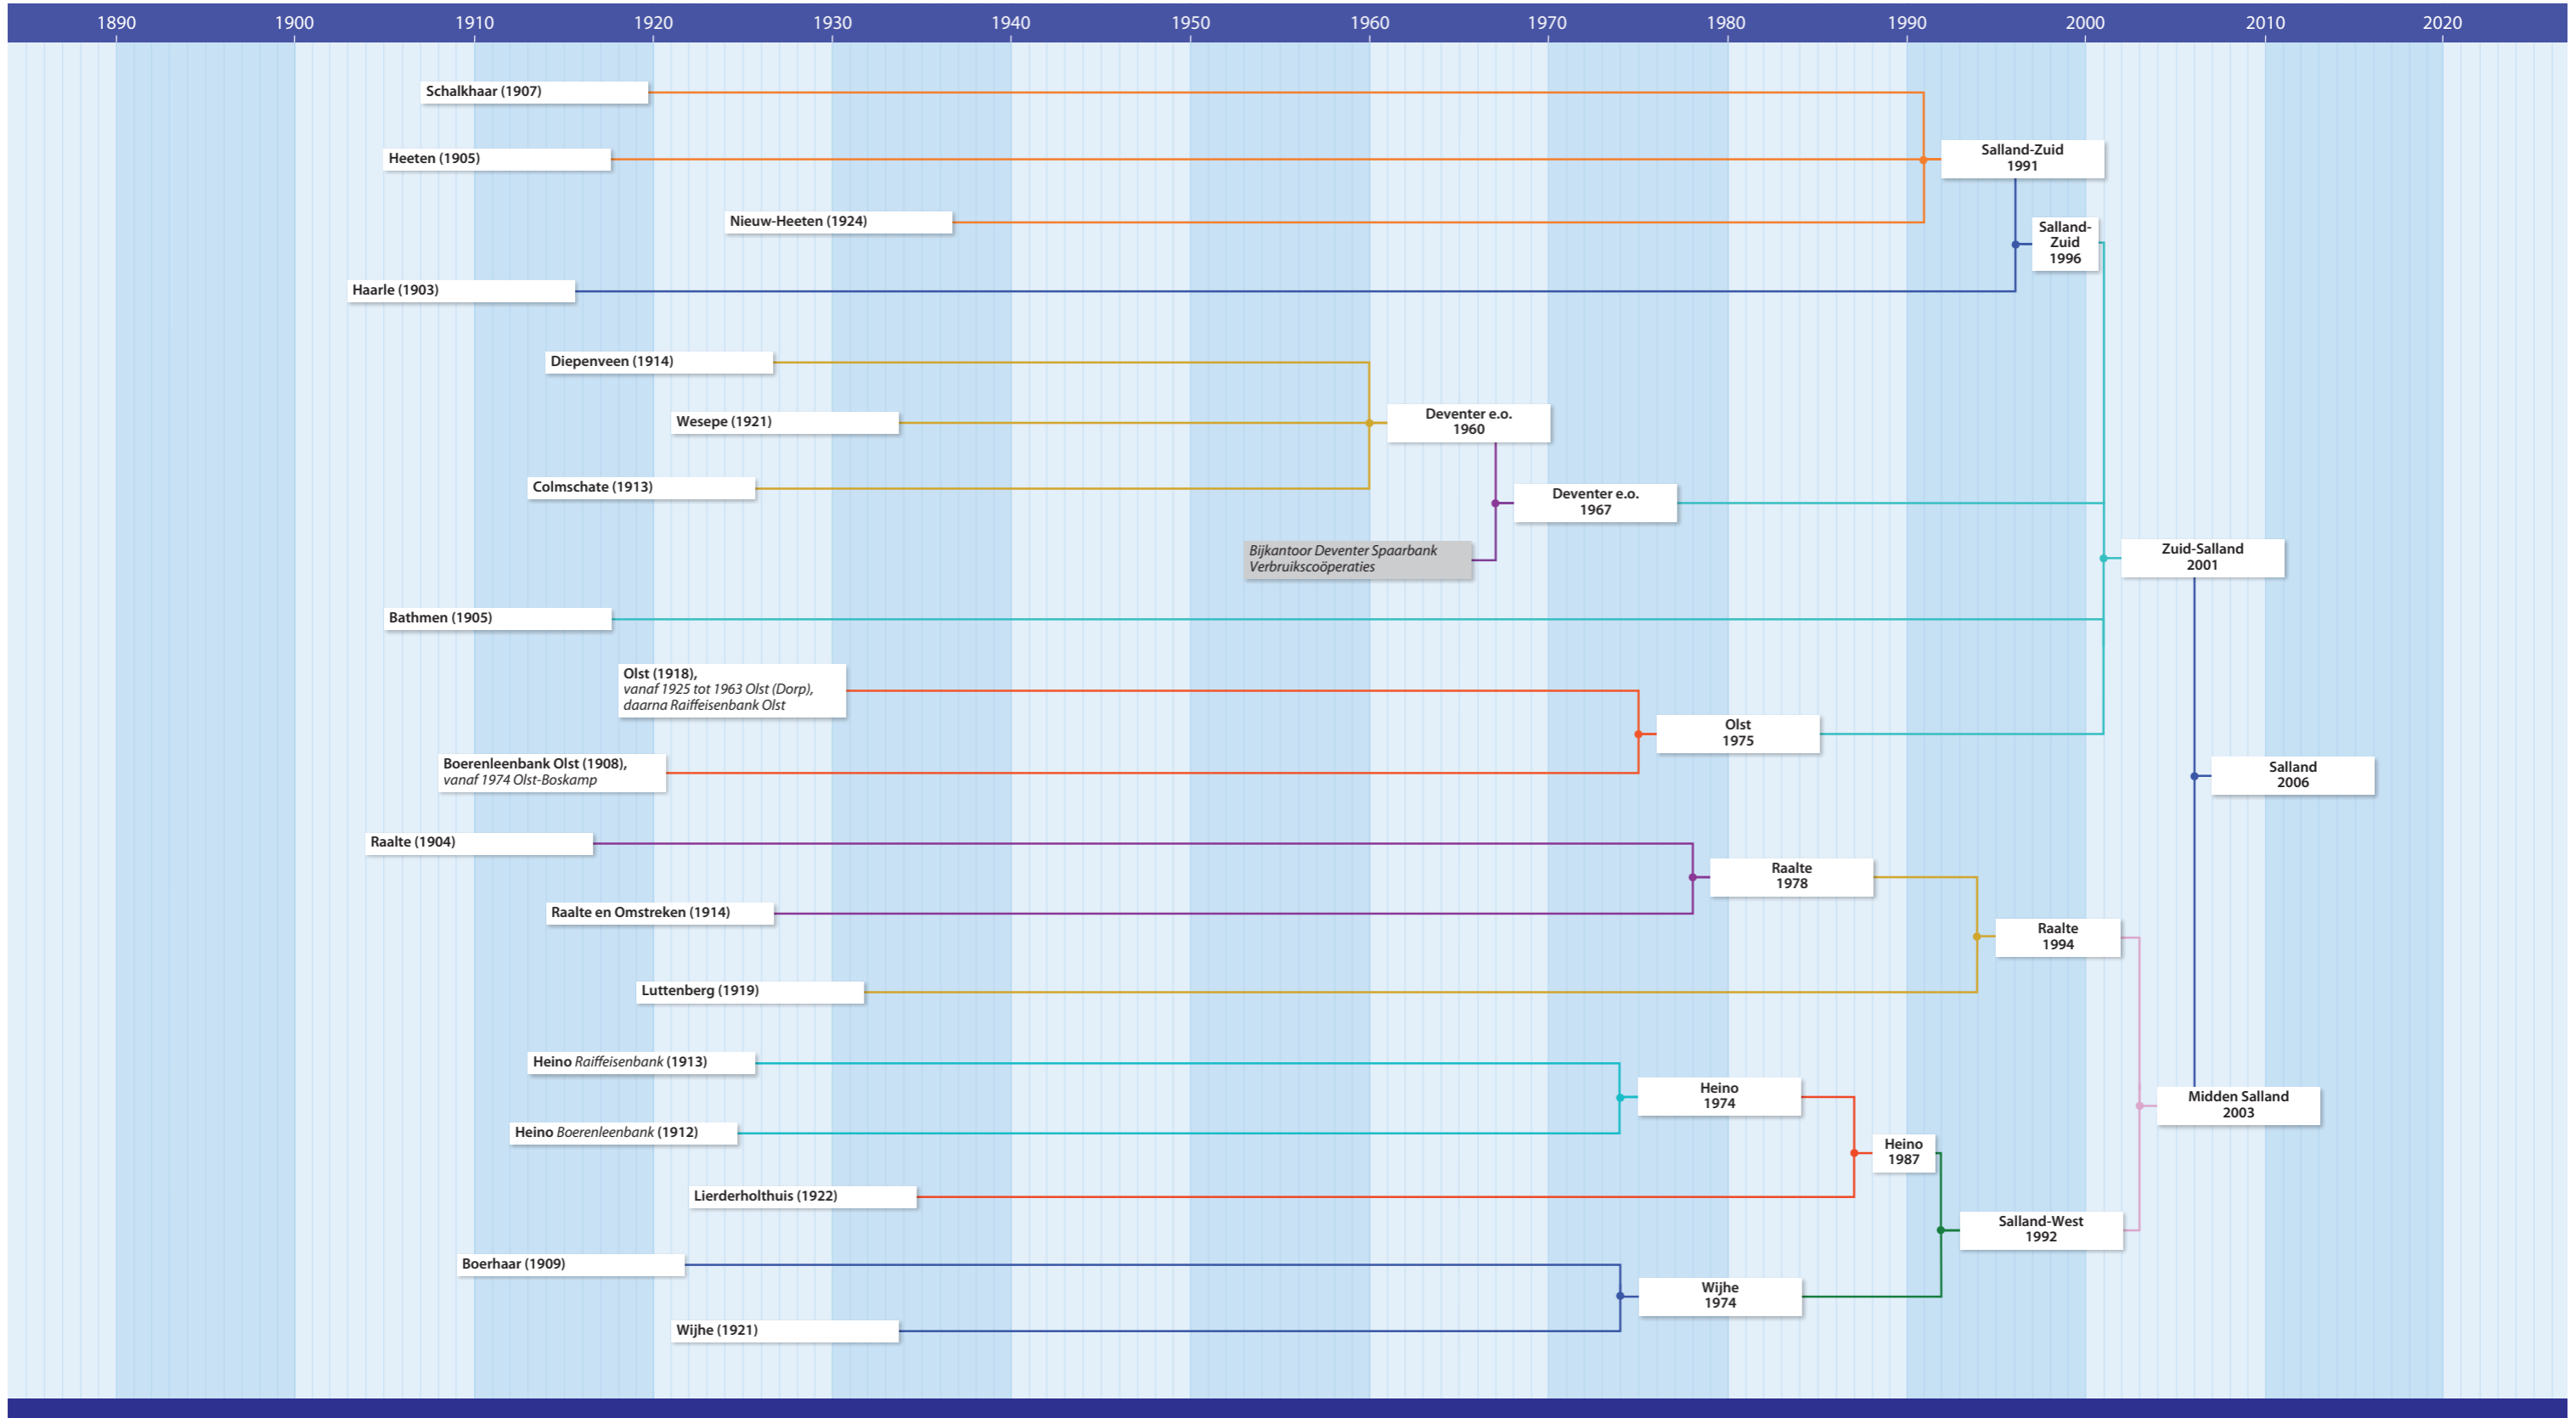 1890 1900 1910 1920 1930 1940 1950 1960 1970 1980 1990 2000 2010 2020
Schalkhaar (1907)
Heeten (1905)
Salland-Zuid
1991
Nieuw-Heeten (1924)
Salland-
Zuid
1996
Haarle (1903)
Diepenveen (1914)
Wesepe (1921)
Deventer e.o.
1960
Colmschate (1913)
Deventer e.o.
1967
Bijkantoor Deventer Spaarbank
Verbruikscoöperaties
Zuid-Salland
2001
Bathmen (1905)
Olst (1918),
vanaf 1925 tot 1963 Olst (Dorp),
daarna Raiffeisenbank Olst
Olst
1975
Boerenleenbank Olst (1908),
vanaf 1974 Olst-Boskamp
Salland
2006
Raalte (1904)
Raalte
1978
Raalte en Omstreken (1914)
Raalte
1994
Luttenberg (1919)
Heino Raiffeisenbank (1913)
Heino
1974
Midden Salland
2003
Heino Boerenleenbank (1912)
Heino
1987
Lierderholthuis (1922)
Salland-West
1992
Boerhaar (1909)
Wijhe
1974
Wijhe (1921)